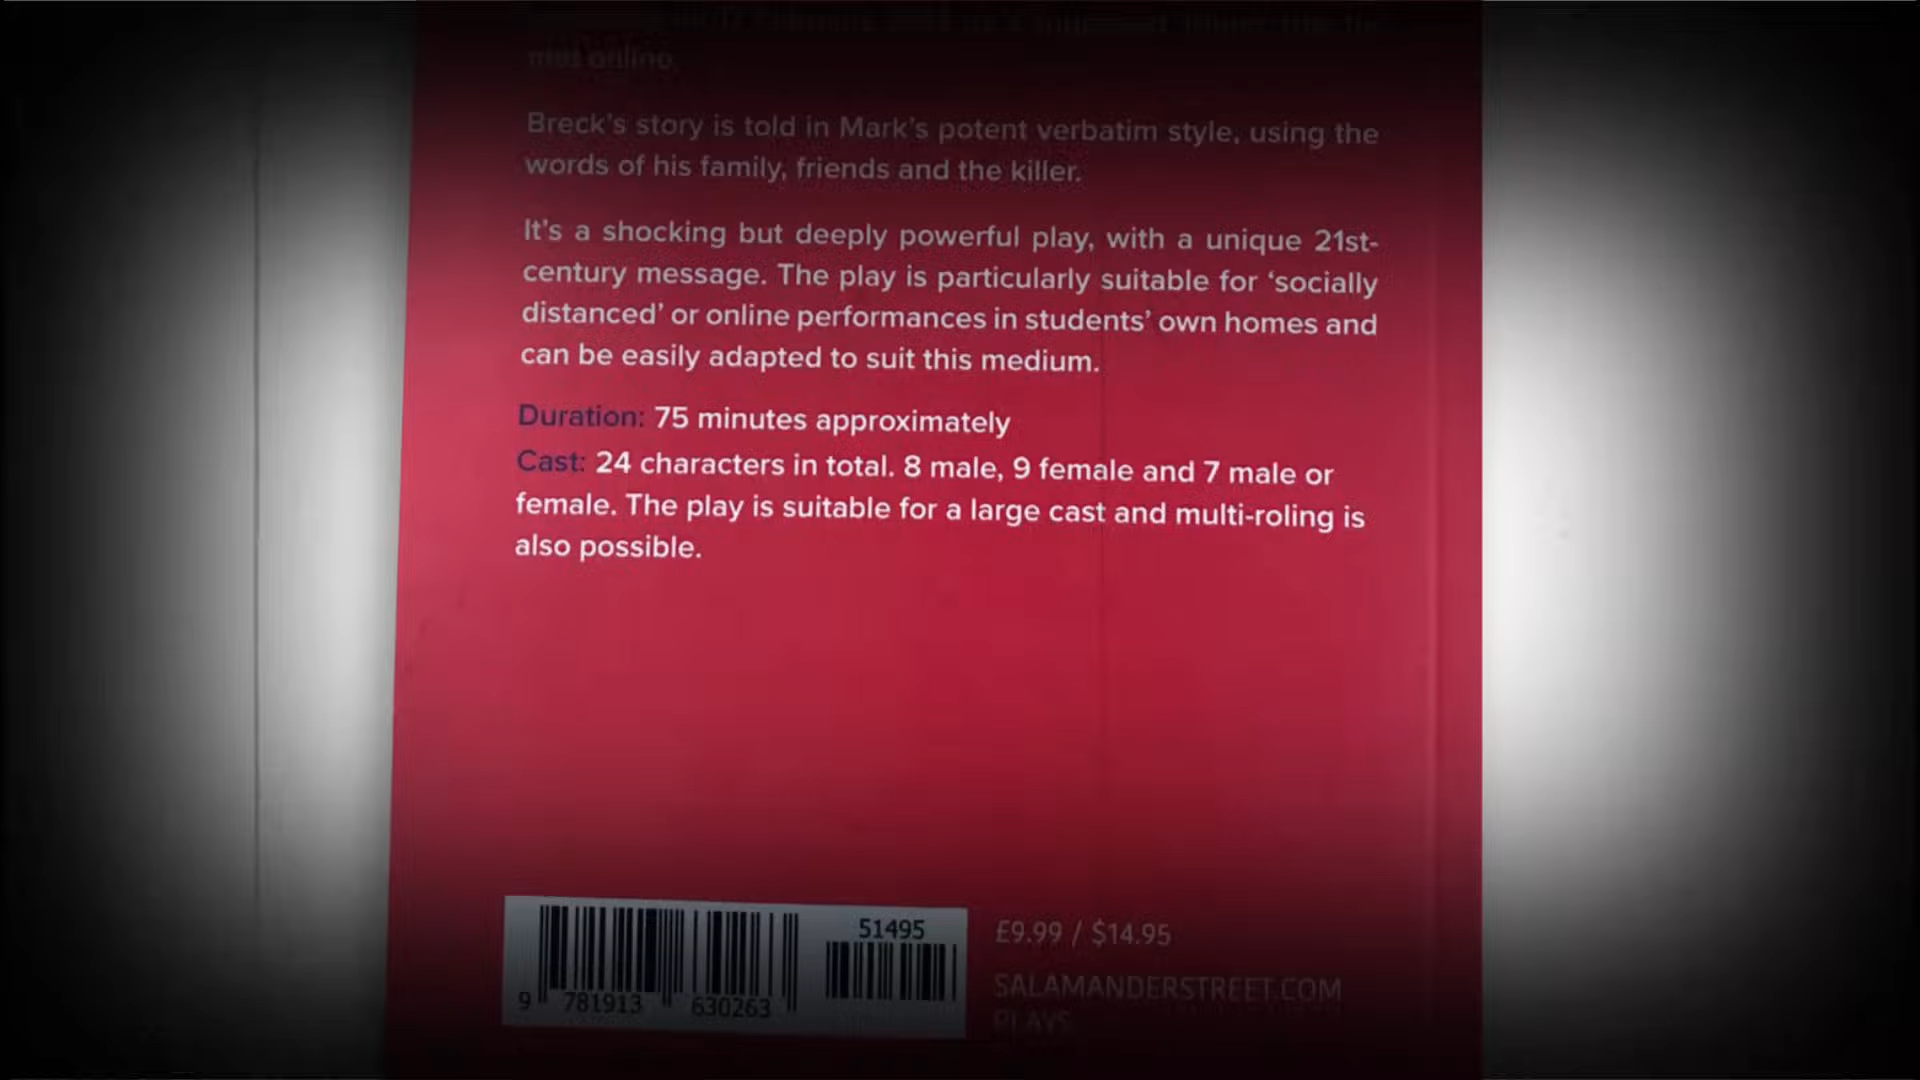 met online.
Breck's story is told in Mark's potent verbatim style, using the
words of his family, friends and the killer.
It's a shocking but deeply powerful play, with a unique 21st-
century message. The play is particularly suitable for ‘socially
distanced’ or online performances in students’ own homes and
can be easily adapted to suit this medium.
Duration: 75 minutes approximately
Cast: 24 characters in total. 8 male, 9 female and 7 male or
female. The play is suitable for a large cast and multi-roling is
also possible.
51495
9 781913 630263
£9.99 / $14.95
SALAMANDERSTREET.COM
PLAYS